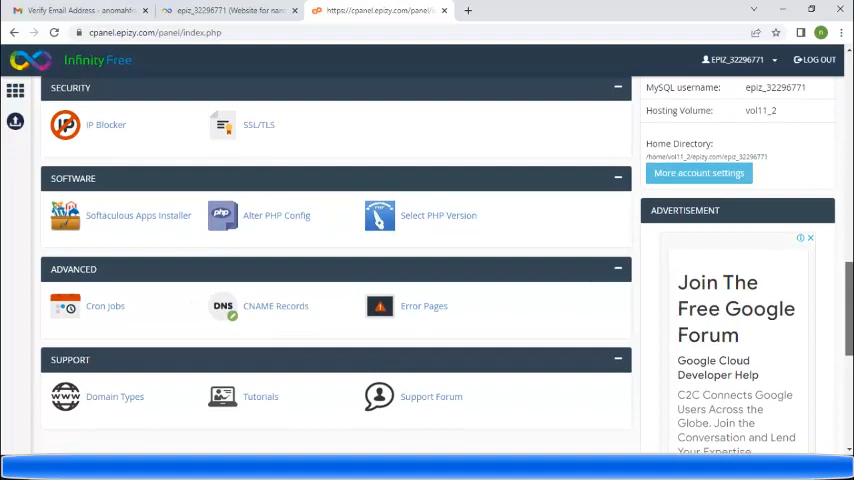 Verify Email Address - anomahfr
epiz_32296771 (Website for nan
https://cpanel.epizy.com/panel/i
cpanel.epizy.com/panel/index.php
InfinityFree
EPIZ_32296771
LOG OUT
SECURITY
IP Blocker
SSL/TLS
SOFTWARE
Softaculous Apps Installer
Alter PHP Config
Select PHP Version
ADVANCED
Cron Jobs
CNAME Records
Error Pages
SUPPORT
Domain Types
Tutorials
Support Forum
MySQL username:
epiz_32296771
Hosting Volume:
vol11_2
Home Directory:
/home/vol11_2/epizy.com/epiz_32296771
More account settings
ADVERTISEMENT
Join The
Free Google
Forum
Google Cloud
Developer Help
C2C Connects Google
Users Across the
Globe. Join the
Conversation and Lend
Your Expertise.